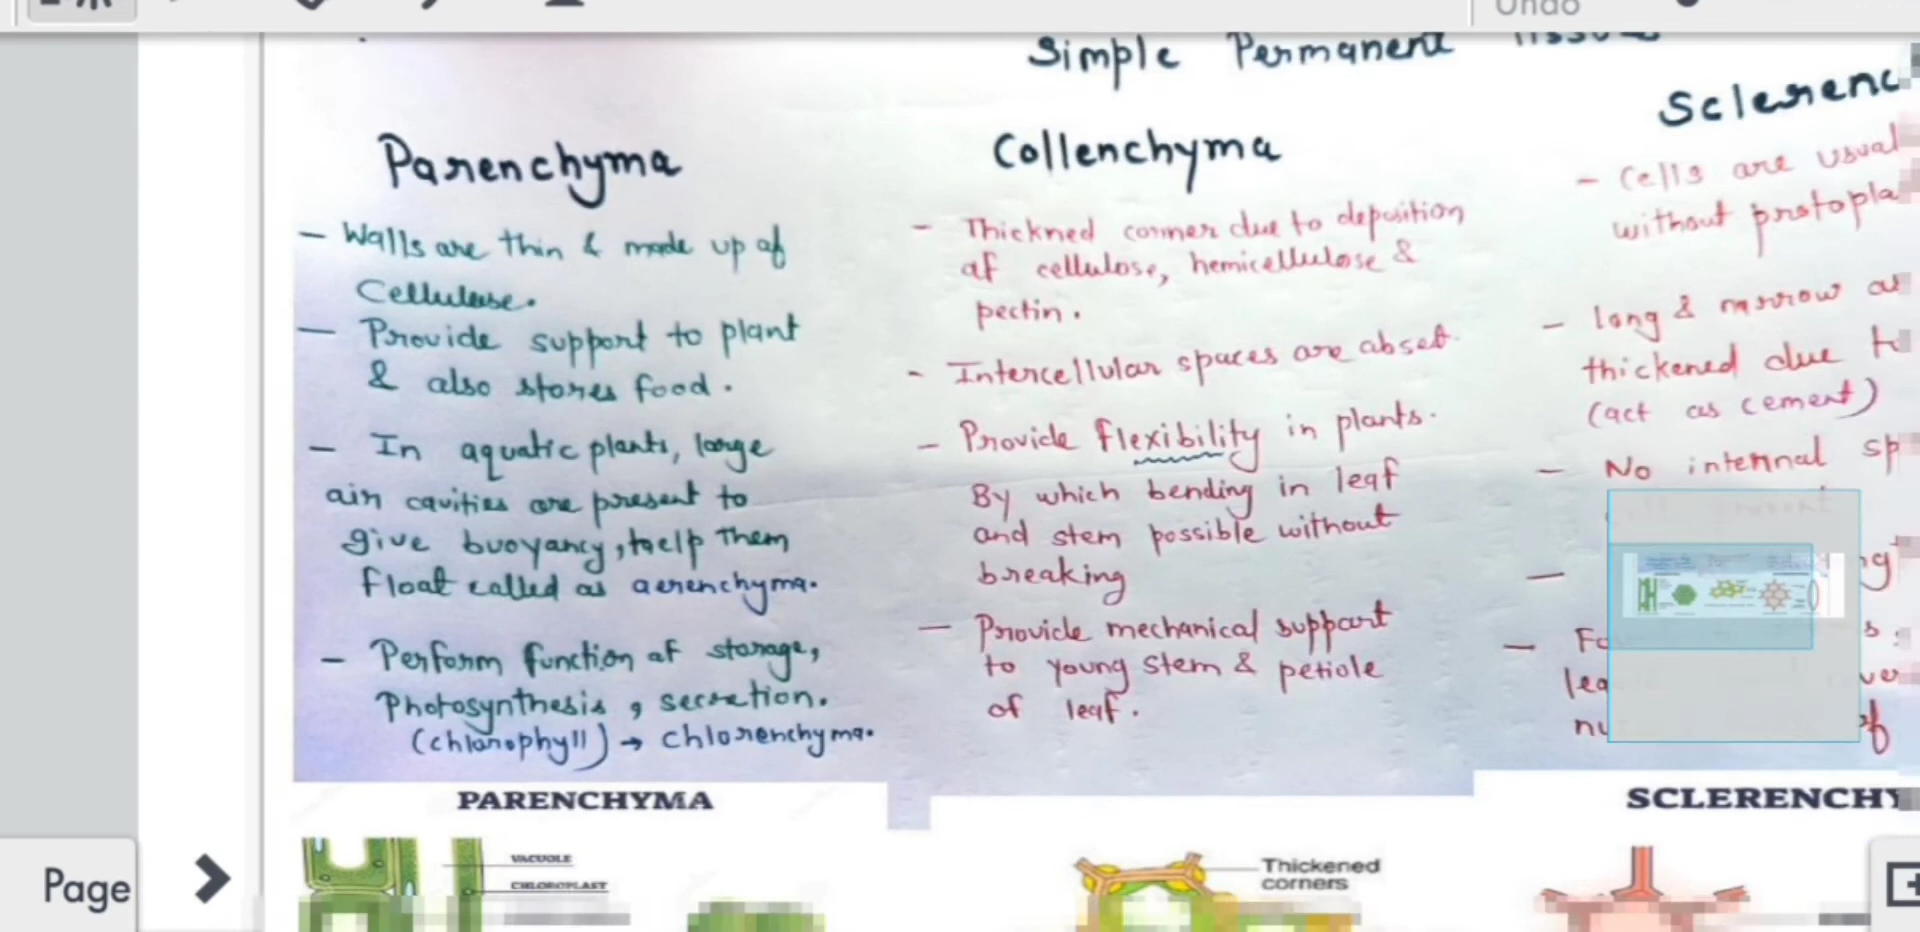 Undo
Simple Permanent Tissue
Parenchyma
- Walls are thin & made up of
Cellulose.
- Provide support to plant
& also stores food.
- In aquatic plants, large
air cavities are present to
give buoyancy, to help them
float called as aerenchyma.
- Perform function of storage,
Photosynthesis, secretion.
(chlorophyll) → chlorenchyma.
Collenchyma
- Thickned corner due to deposition
of cellulose, hemicellulose &
pectin.
- Intercellular spaces are abset.
- Provide flexibility in plants.
By which bending in leaf
and stem possible without
breaking
- Provide mechanical support
to young stem & petiole
of leaf.
Sclerenc
- Cells are usual
without protopla
- long & narrow as
thickened due to
(act as cement)
- No internal sp
PARENCHYMA
SCLERENCHY
VACUOLE
CHLOROPLAST
Thickened
corners
Page